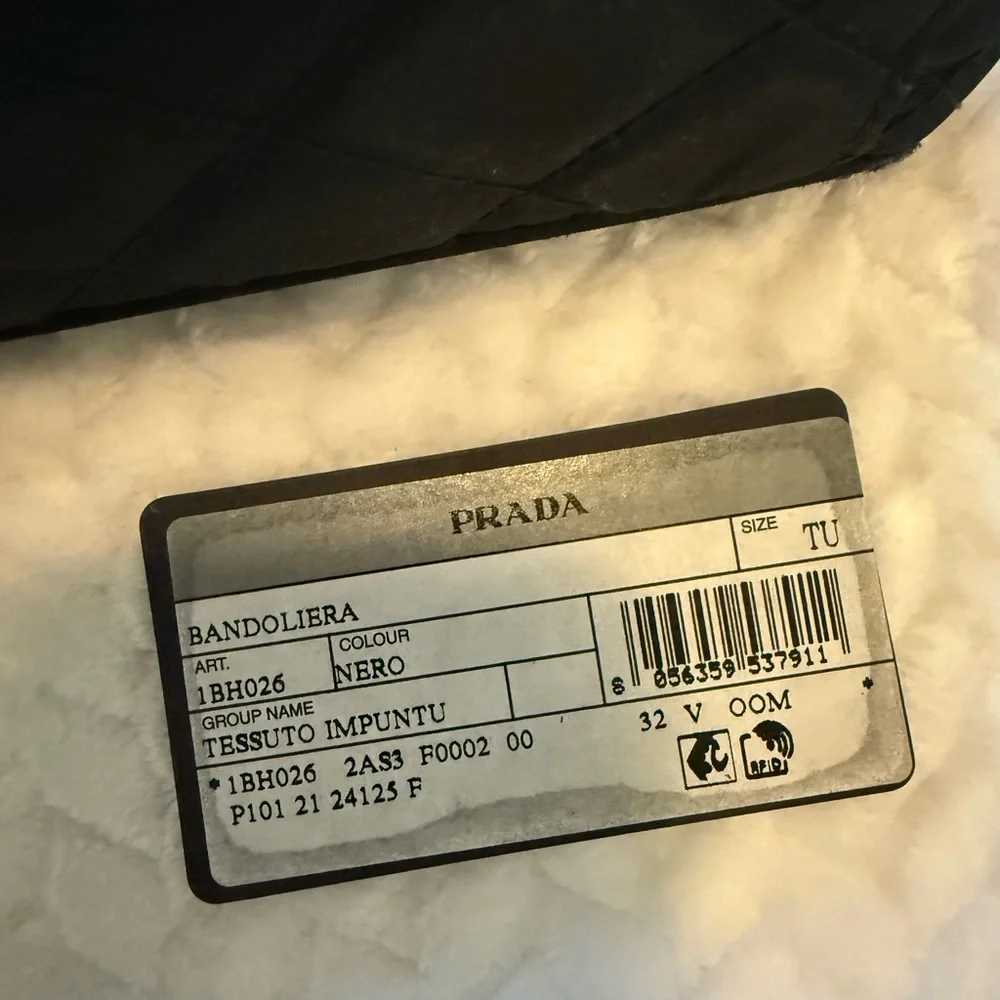 PRADA
SIZE TU
BANDOLIERA
ART. COLOUR
1BH026 NERO
8 056359 537911
GROUP NAME
TESSUTO IMPUNTU
32 V OOM *
* 1BH026 2AS3 F0002 00
P101 21 24125 F
RFID